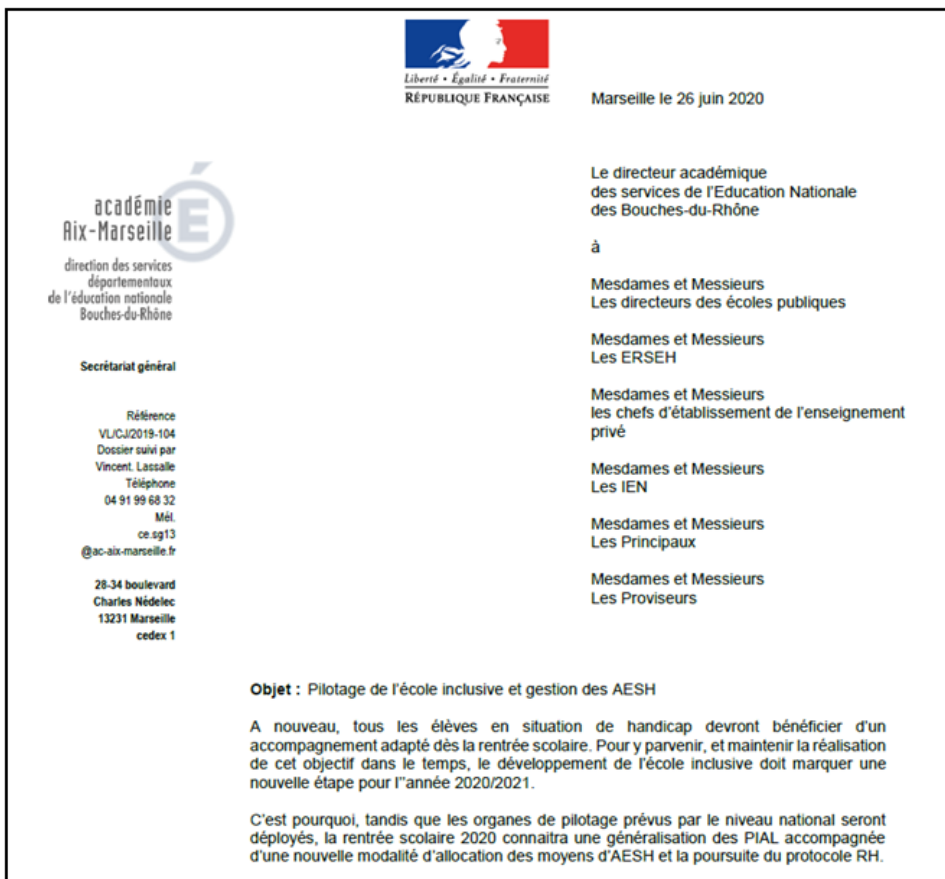 Liberté • Égalité • Fraternité
RÉPUBLIQUE FRANÇAISE
Marseille le 26 juin 2020
académie
Aix-Marseille
É
direction des services
départementaux
de l'éducation nationale
Bouches-du-Rhône
Secrétariat général
Référence
VL/CJ/2019-104
Dossier suivi par
Vincent. Lassalle
Téléphone
04 91 99 68 32
Mél.
ce.sg13
@ac-aix-marseille.fr
28-34 boulevard
Charles Nédelec
13231 Marseille
cedex 1
Le directeur académique
des services de l'Education Nationale
des Bouches-du-Rhône
à
Mesdames et Messieurs
Les directeurs des écoles publiques
Mesdames et Messieurs
Les ERSEH
Mesdames et Messieurs
les chefs d'établissement de l'enseignement
privé
Mesdames et Messieurs
Les IEN
Mesdames et Messieurs
Les Principaux
Mesdames et Messieurs
Les Proviseurs
Objet : Pilotage de l'école inclusive et gestion des AESH
A nouveau, tous les élèves en situation de handicap devront bénéficier d'un
accompagnement adapté dès la rentrée scolaire. Pour y parvenir, et maintenir la réalisation
de cet objectif dans le temps, le développement de l'école inclusive doit marquer une
nouvelle étape pour l''année 2020/2021.
C'est pourquoi, tandis que les organes de pilotage prévus par le niveau national seront
déployés, la rentrée scolaire 2020 connaitra une généralisation des PIAL accompagnée
d'une nouvelle modalité d'allocation des moyens d'AESH et la poursuite du protocole RH.